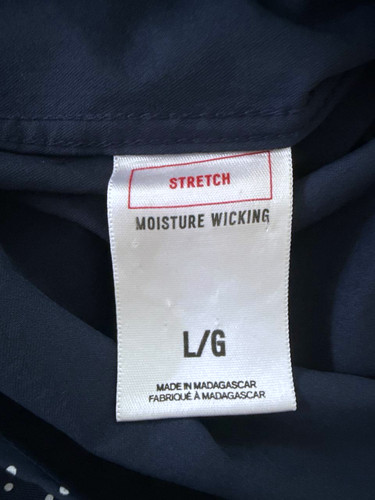 STRETCH
MOISTURE WICKING
L/G
MADE IN MADAGASCAR
FABRIQUÉ À MADAGASCAR